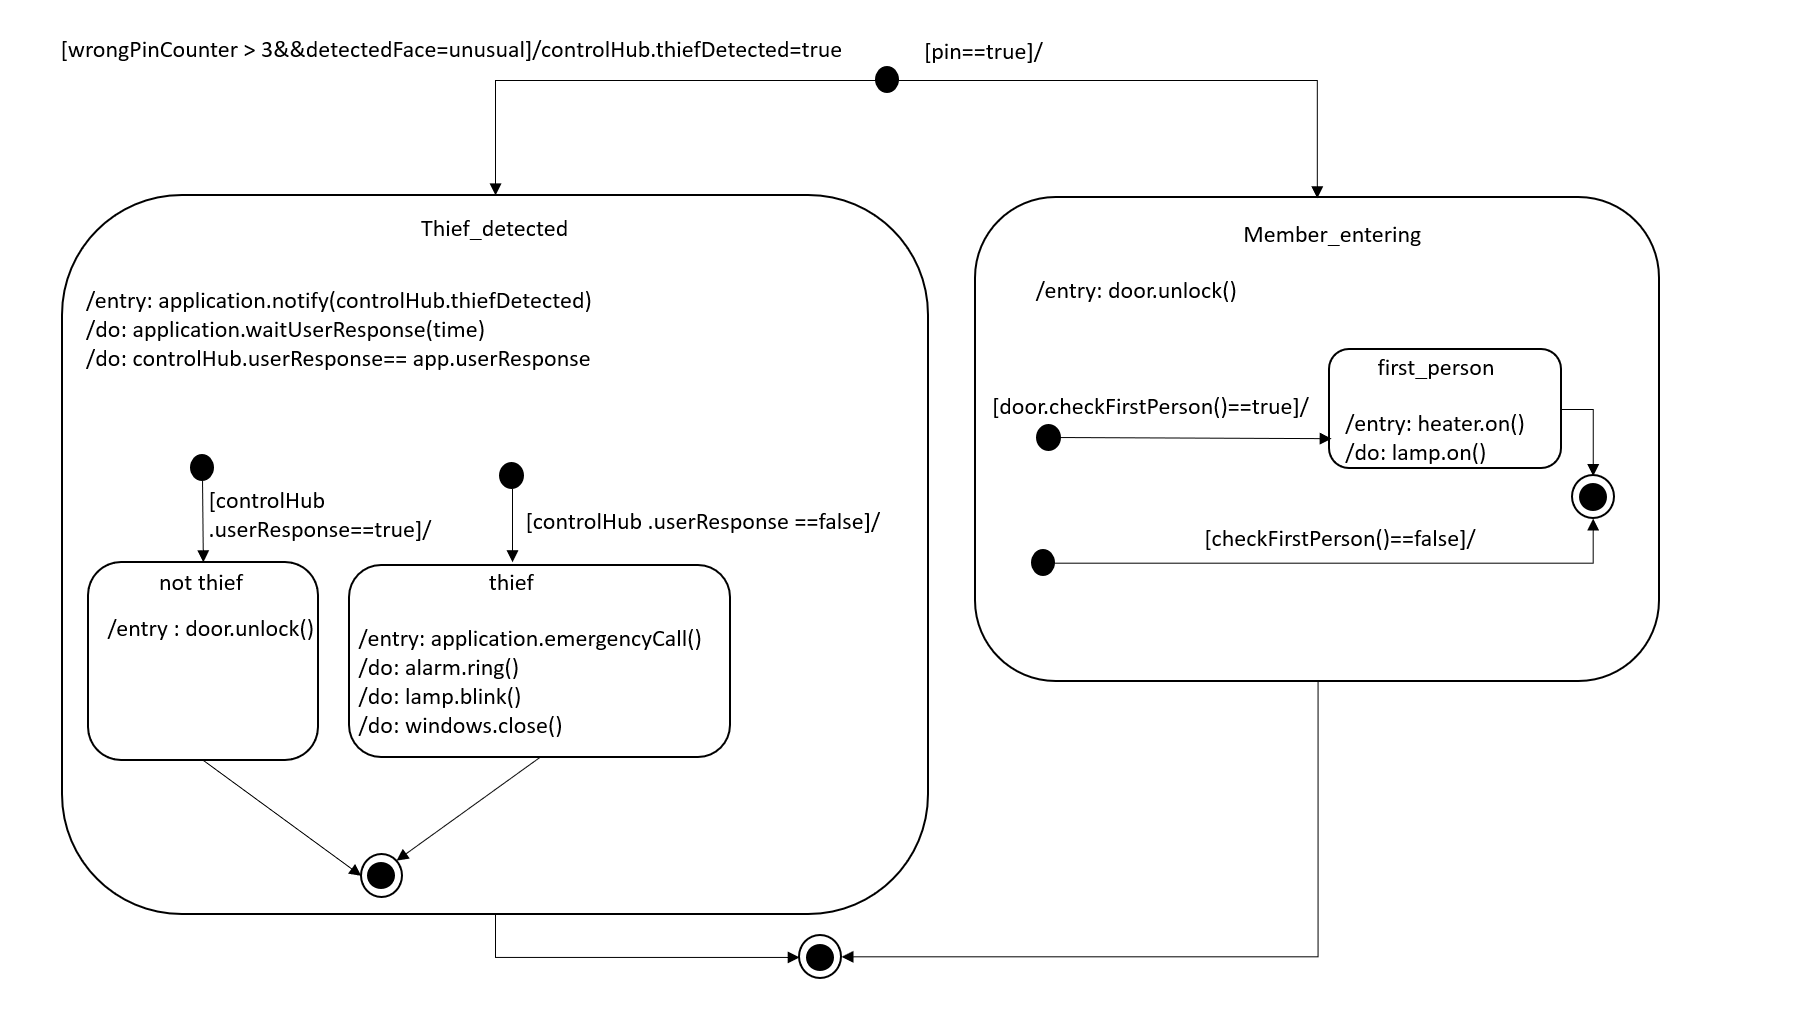 [wrongPinCounter > 3&&detectedFace=unusual]/controlHub.thiefDetected=true
[pin==true]/
Thief_detected
/entry: application.notify(controlHub.thiefDetected)
/do: application.waitUserResponse(time)
/do: controlHub.userResponse== app.userResponse
[controlHub
.userResponse==true]/
[controlHub .userResponse ==false]/
not thief
/entry : door.unlock()
thief
/entry: application.emergencyCall()
/do: alarm.ring()
/do: lamp.blink()
/do: windows.close()
Member_entering
/entry: door.unlock()
[door.checkFirstPerson()==true]/
first_person
/entry: heater.on()
/do: lamp.on()
[checkFirstPerson()==false]/